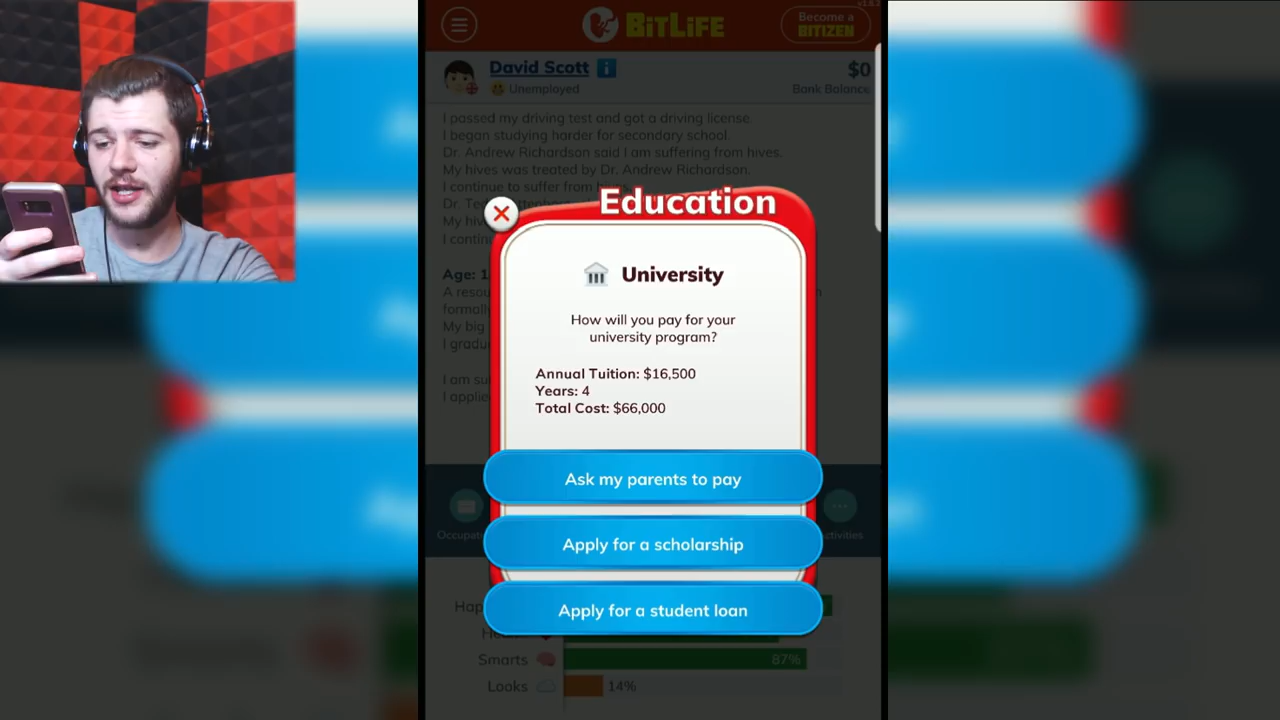 v1.8.2
BitLife
Become a
BITIZEN
David Scott
$0
Unemployed
Bank Balance
I passed my driving test and got a driving license.
I began studying harder for secondary school.
Dr. Andrew Richardson said I am suffering from hives.
My hives was treated by Dr. Andrew Richardson.
I continue to suffer from
Education
University
How will you pay for your
university program?
Annual Tuition: $16,500
Years: 4
Total Cost: $66,000
Ask my parents to pay
Apply for a scholarship
Apply for a student loan
Smarts
87%
Looks
14%